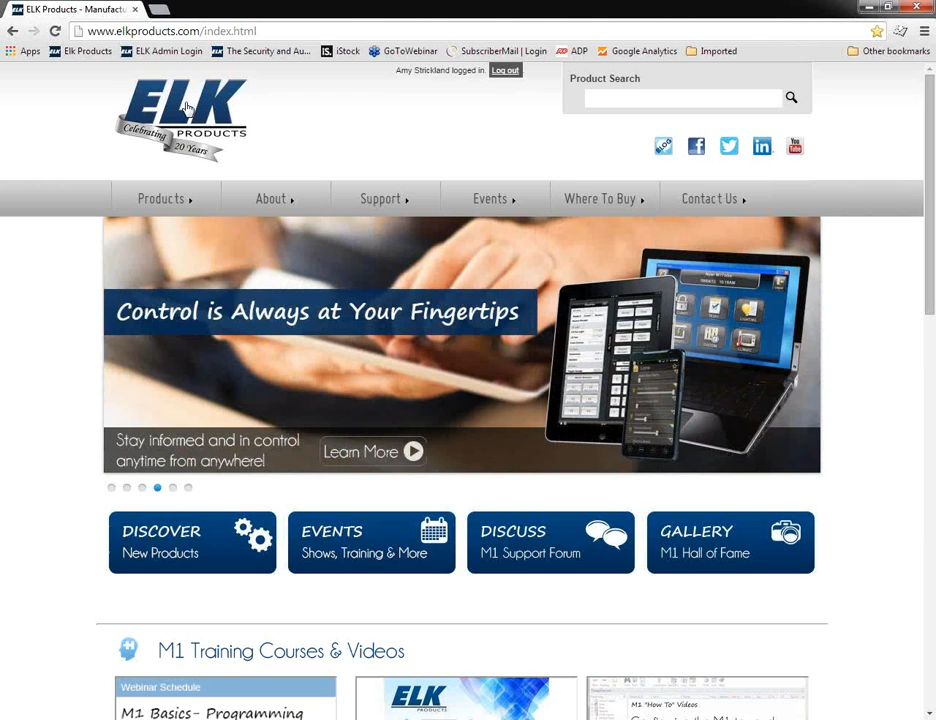 ELK Products - Manufactu
www.elkproducts.com/index.html
Apps Elk Products ELK Admin Login The Security and Au... iStock GoToWebinar SubscriberMail | Login ADP Google Analytics Imported Other bookmarks
Amy Strickland logged in. Log out
Product Search
ELK
PRODUCTS
Celebrating
20 Years
BLOG
You
Tube
Products About Support Events Where To Buy Contact Us
Control is Always at Your Fingertips
Stay informed and in control
anytime from anywhere!
Learn More
DISCOVER
New Products
EVENTS
Shows, Training & More
DISCUSS
M1 Support Forum
GALLERY
M1 Hall of Fame
M1 Training Courses & Videos
Webinar Schedule
M1 Basics- Programming
ELK
PRODUCTS
M1 "How To" Videos